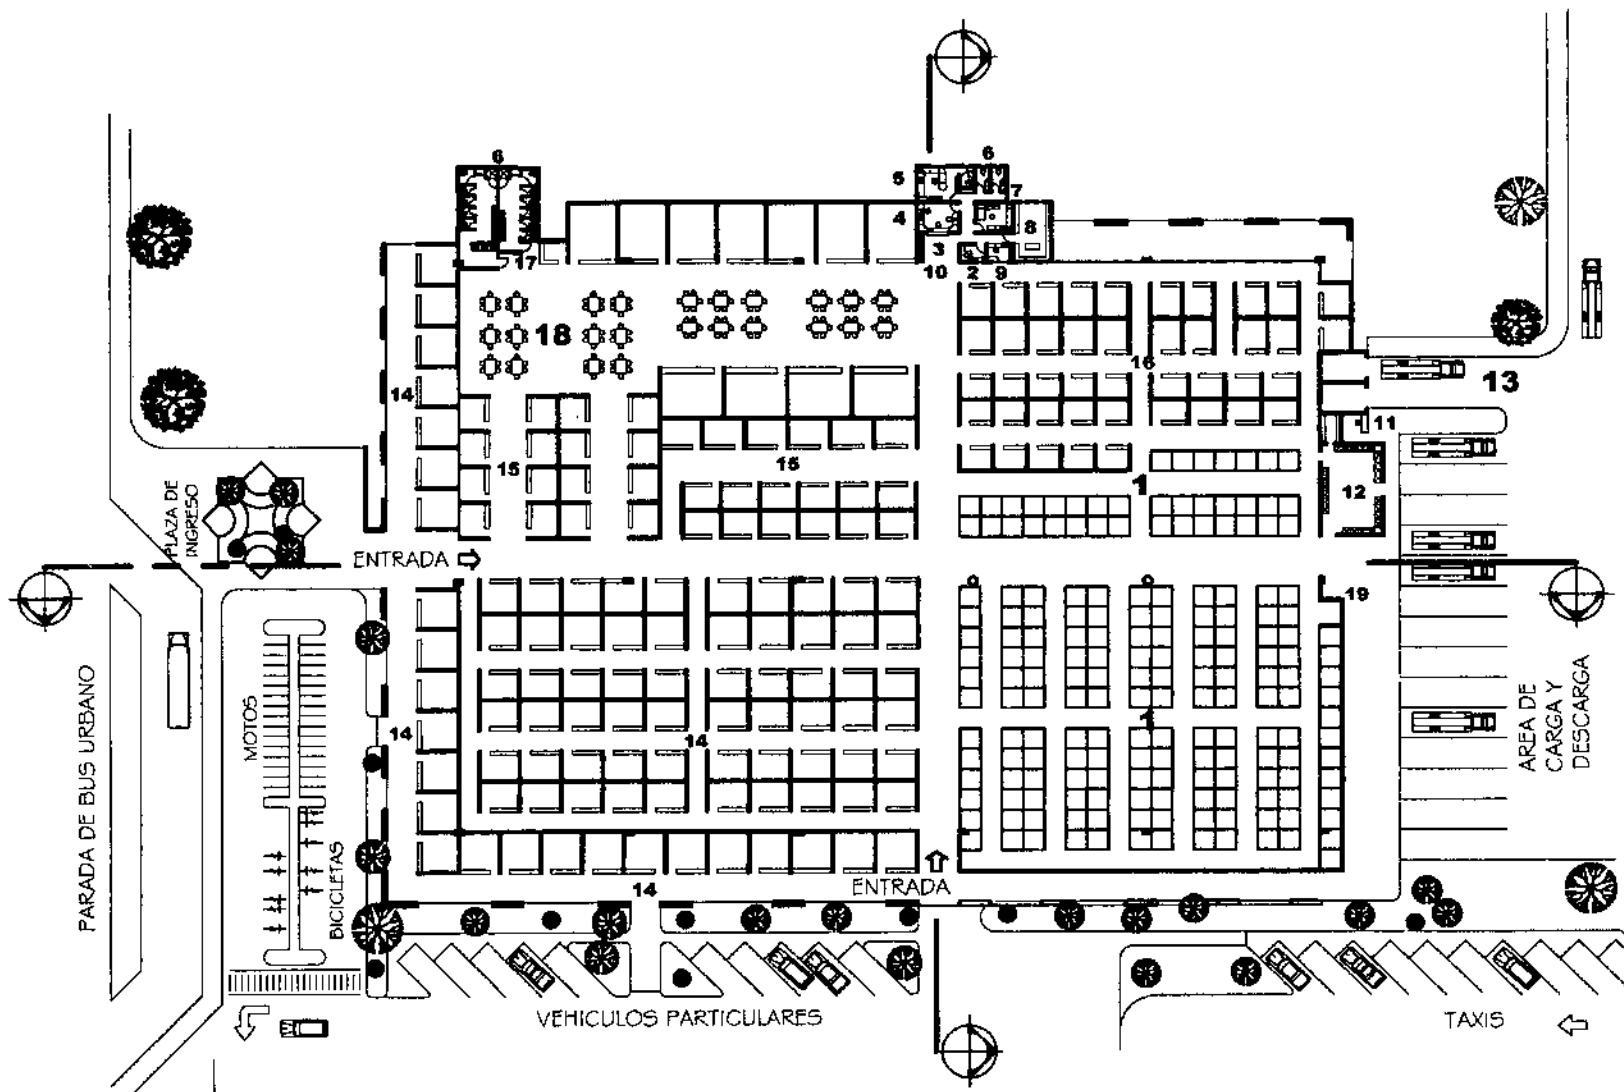 6
6
5
7
4
8
3
17
10
2
9
18
16
13
14
11
15
15
1
12
PLAZA DE
INGRESO
ENTRADA
19
PARADA DE BUS URBANO
MOTOS
14
14
1
AREA DE
CARGA Y
DESCARGA
BICICLETAS
14
ENTRADA
VEHICULOS PARTICULARES
TAXIS